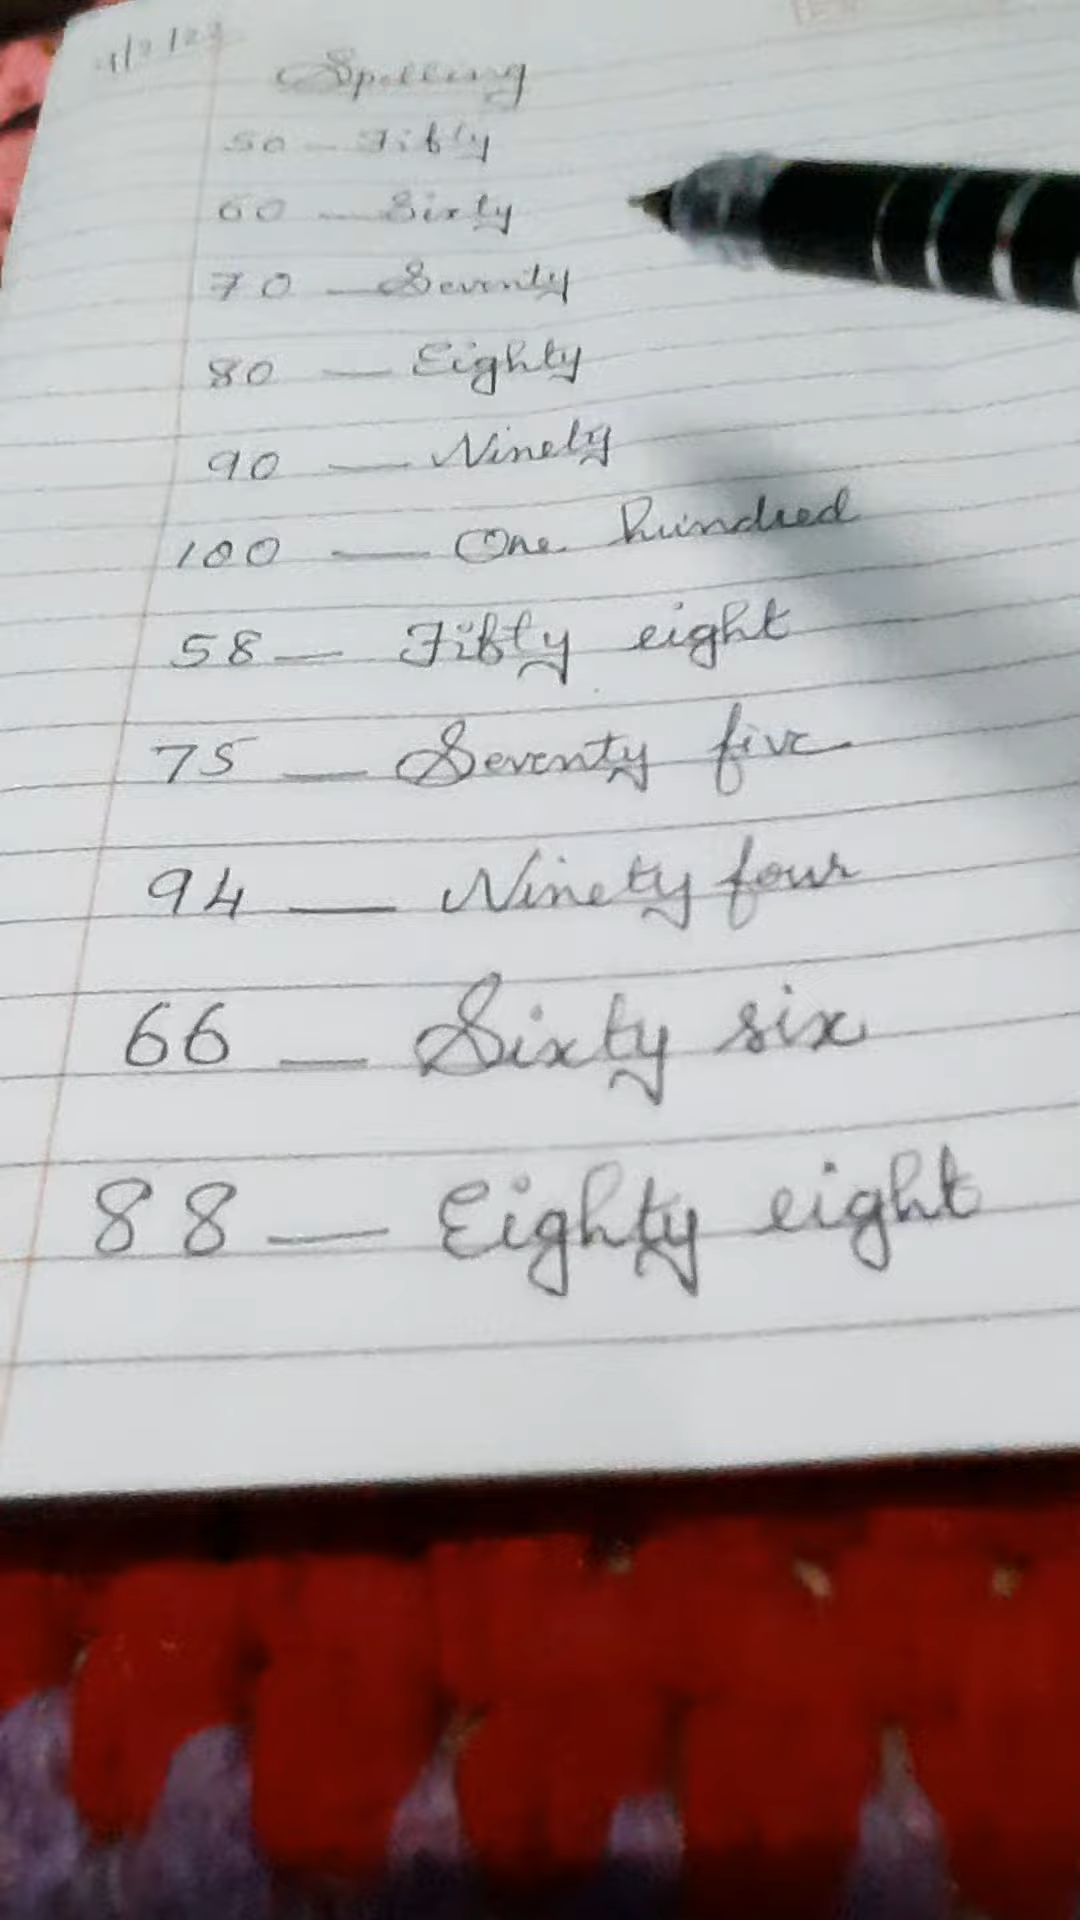 Spelling
50 - Fifty
60 - Sixty
70 - Seventy
80 - Eighty
90 - Ninety
100 - One hundred
58 - Fifty eight
75 - Seventy five
94 - Ninety four
66 - Sixty six
88 - Eighty eight